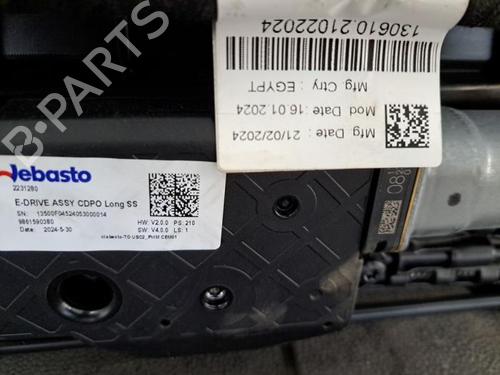 130610.21022024
Mfg. Ctry : EGYPT
Mod Date : 16.01.2024
Mfg Date : 21/02/2024
Webasto
2231280
E-DRIVE ASSY CDPO Long SS
SN: 13500F04524053000014
9861590380
Date: 2024-5-30
HW: V2.0.0 PS: 210
SW: V4.0.0 LS: 1
B-PARTS